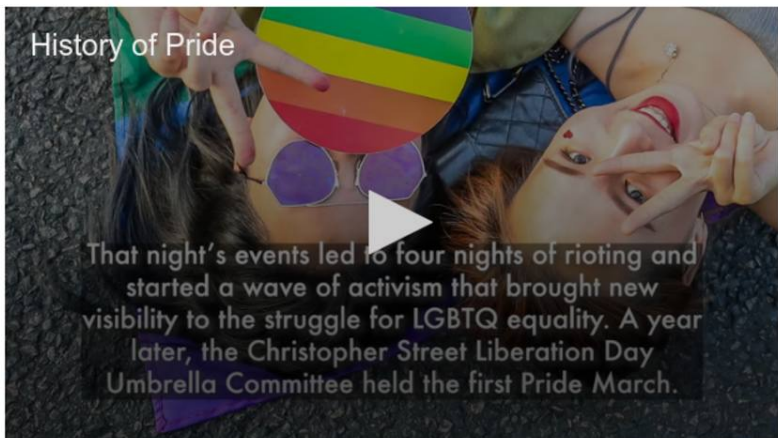 History of Pride
That night's events led to four nights of rioting and
started a wave of activism that brought new
visibility to the struggle for LGBTQ equality. A year
later, the Christopher Street Liberation Day
Umbrella Committee held the first Pride March.